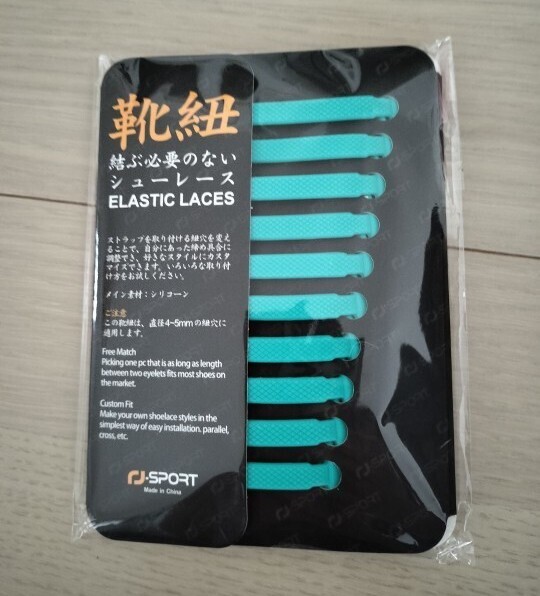 靴紐
結ぶ必要のない
シューレース
ELASTIC LACES
ストラップを取り付ける紐穴を変え
ることで、自分にあった締め具合に
調整でき、好きなスタイルにカスタ
マイズできます。いろいろな取り付
け方をお試しください。
メイン素材：シリコーン
ご注意
この靴紐は、直径4~5mmの紐穴に
適用します。
Free Match
Picking one pc that is as long as length
between two eyelets fits most shoes on
the market.
Custom Fit
Make your own shoelace styles in the
simplest way of easy installation. parallel,
cross, etc.
J-SPORT
Made in China